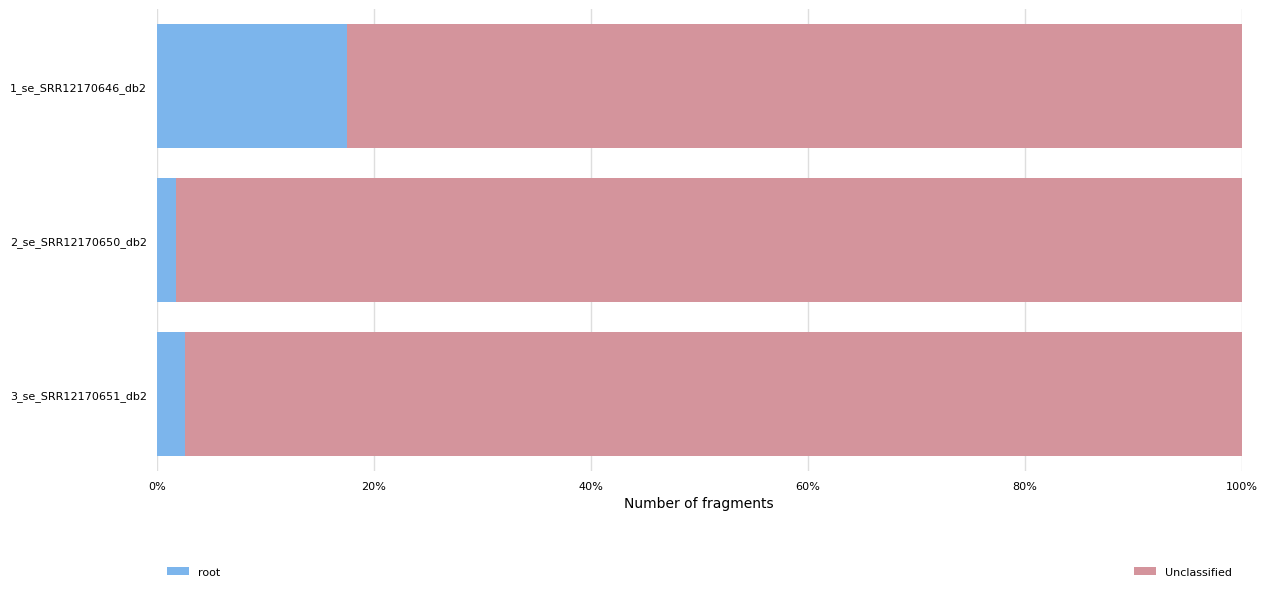 1_se_SRR12170646_db2
2_se_SRR12170650_db2
3_se_SRR12170651_db2
0% 20% 40% 60% 80% 100%
Number of fragments
root Unclassified